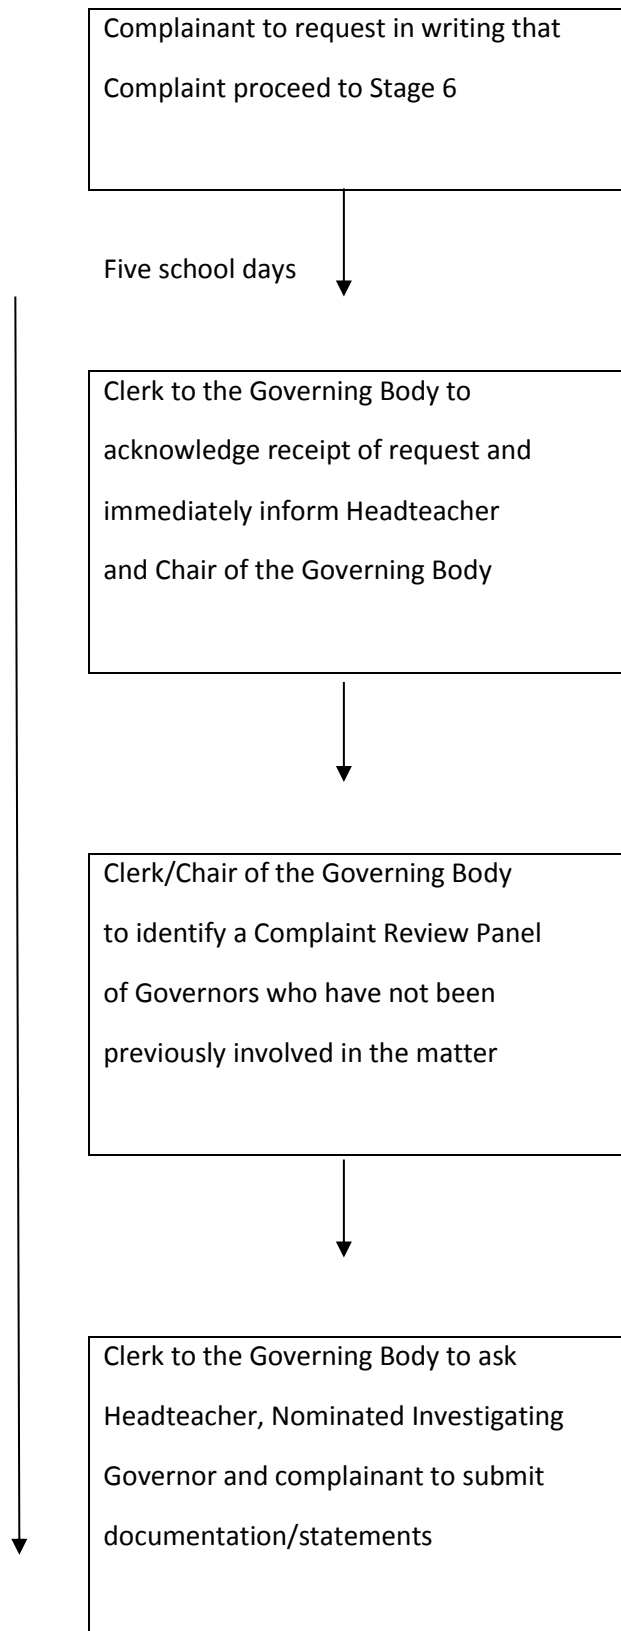 Complainant to request in writing that
Complaint proceed to Stage 6
Five school days
Clerk to the Governing Body to
acknowledge receipt of request and
immediately inform Headteacher
and Chair of the Governing Body
Clerk/Chair of the Governing Body
to identify a Complaint Review Panel
of Governors who have not been
previously involved in the matter
Clerk to the Governing Body to ask
Headteacher, Nominated Investigating
Governor and complainant to submit
documentation/statements